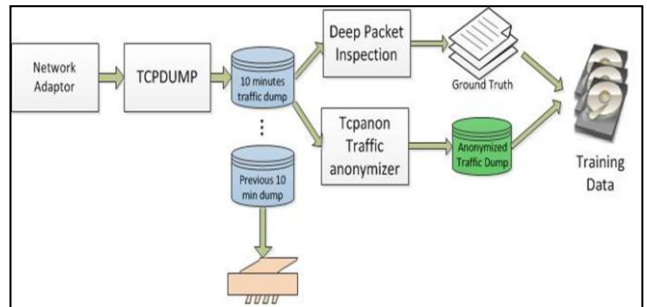 Network
Adaptor
TCPDUMP
10 minutes
traffic dump
Previous 10
min dump
Deep Packet
Inspection
Ground Truth
Tcpanon
Traffic
anonymizer
Anonymized
Traffic Dump
Training
Data